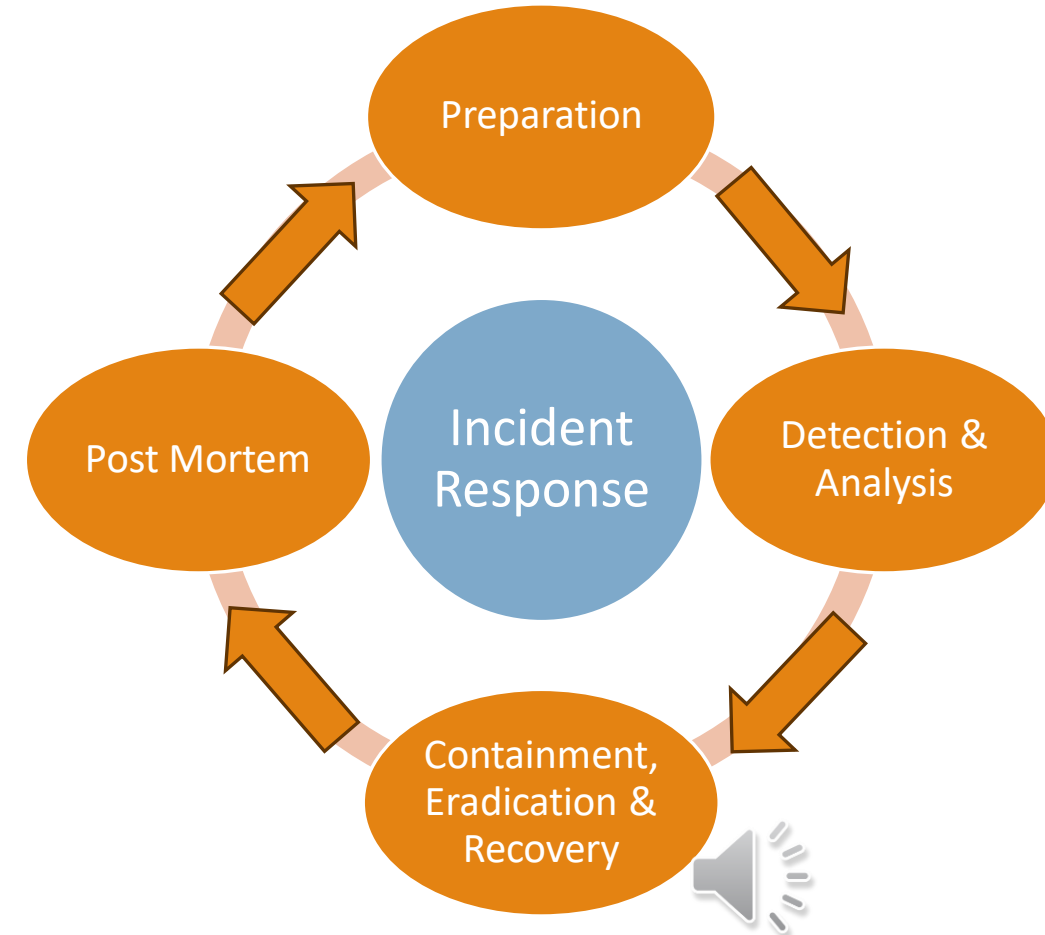 Preparation
Detection &
Analysis
Containment,
Eradication &
Recovery
Post Mortem
Incident
Response